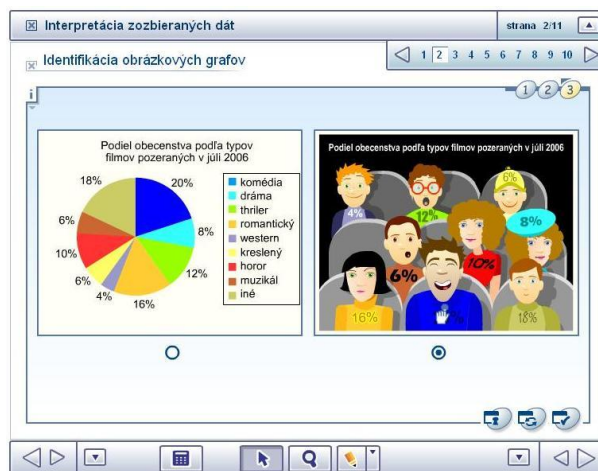 Interpretácia zozbieraných dát
strana 2/11
Identifikácia obrázkových grafov
1 2 3 4 5 6 7 8 9 10
i
1 2 3
Podiel obecenstva podľa typov
filmov pozeraných v júli 2006
20%
8%
12%
16%
4%
6%
10%
6%
18%
komédia
dráma
thriler
romantický
western
kreslený
horor
muzikál
iné
Podiel obecenstva podľa typov filmov pozeraných v júli 2006
6%
4%
12%
8%
6%
10%
16%
18%